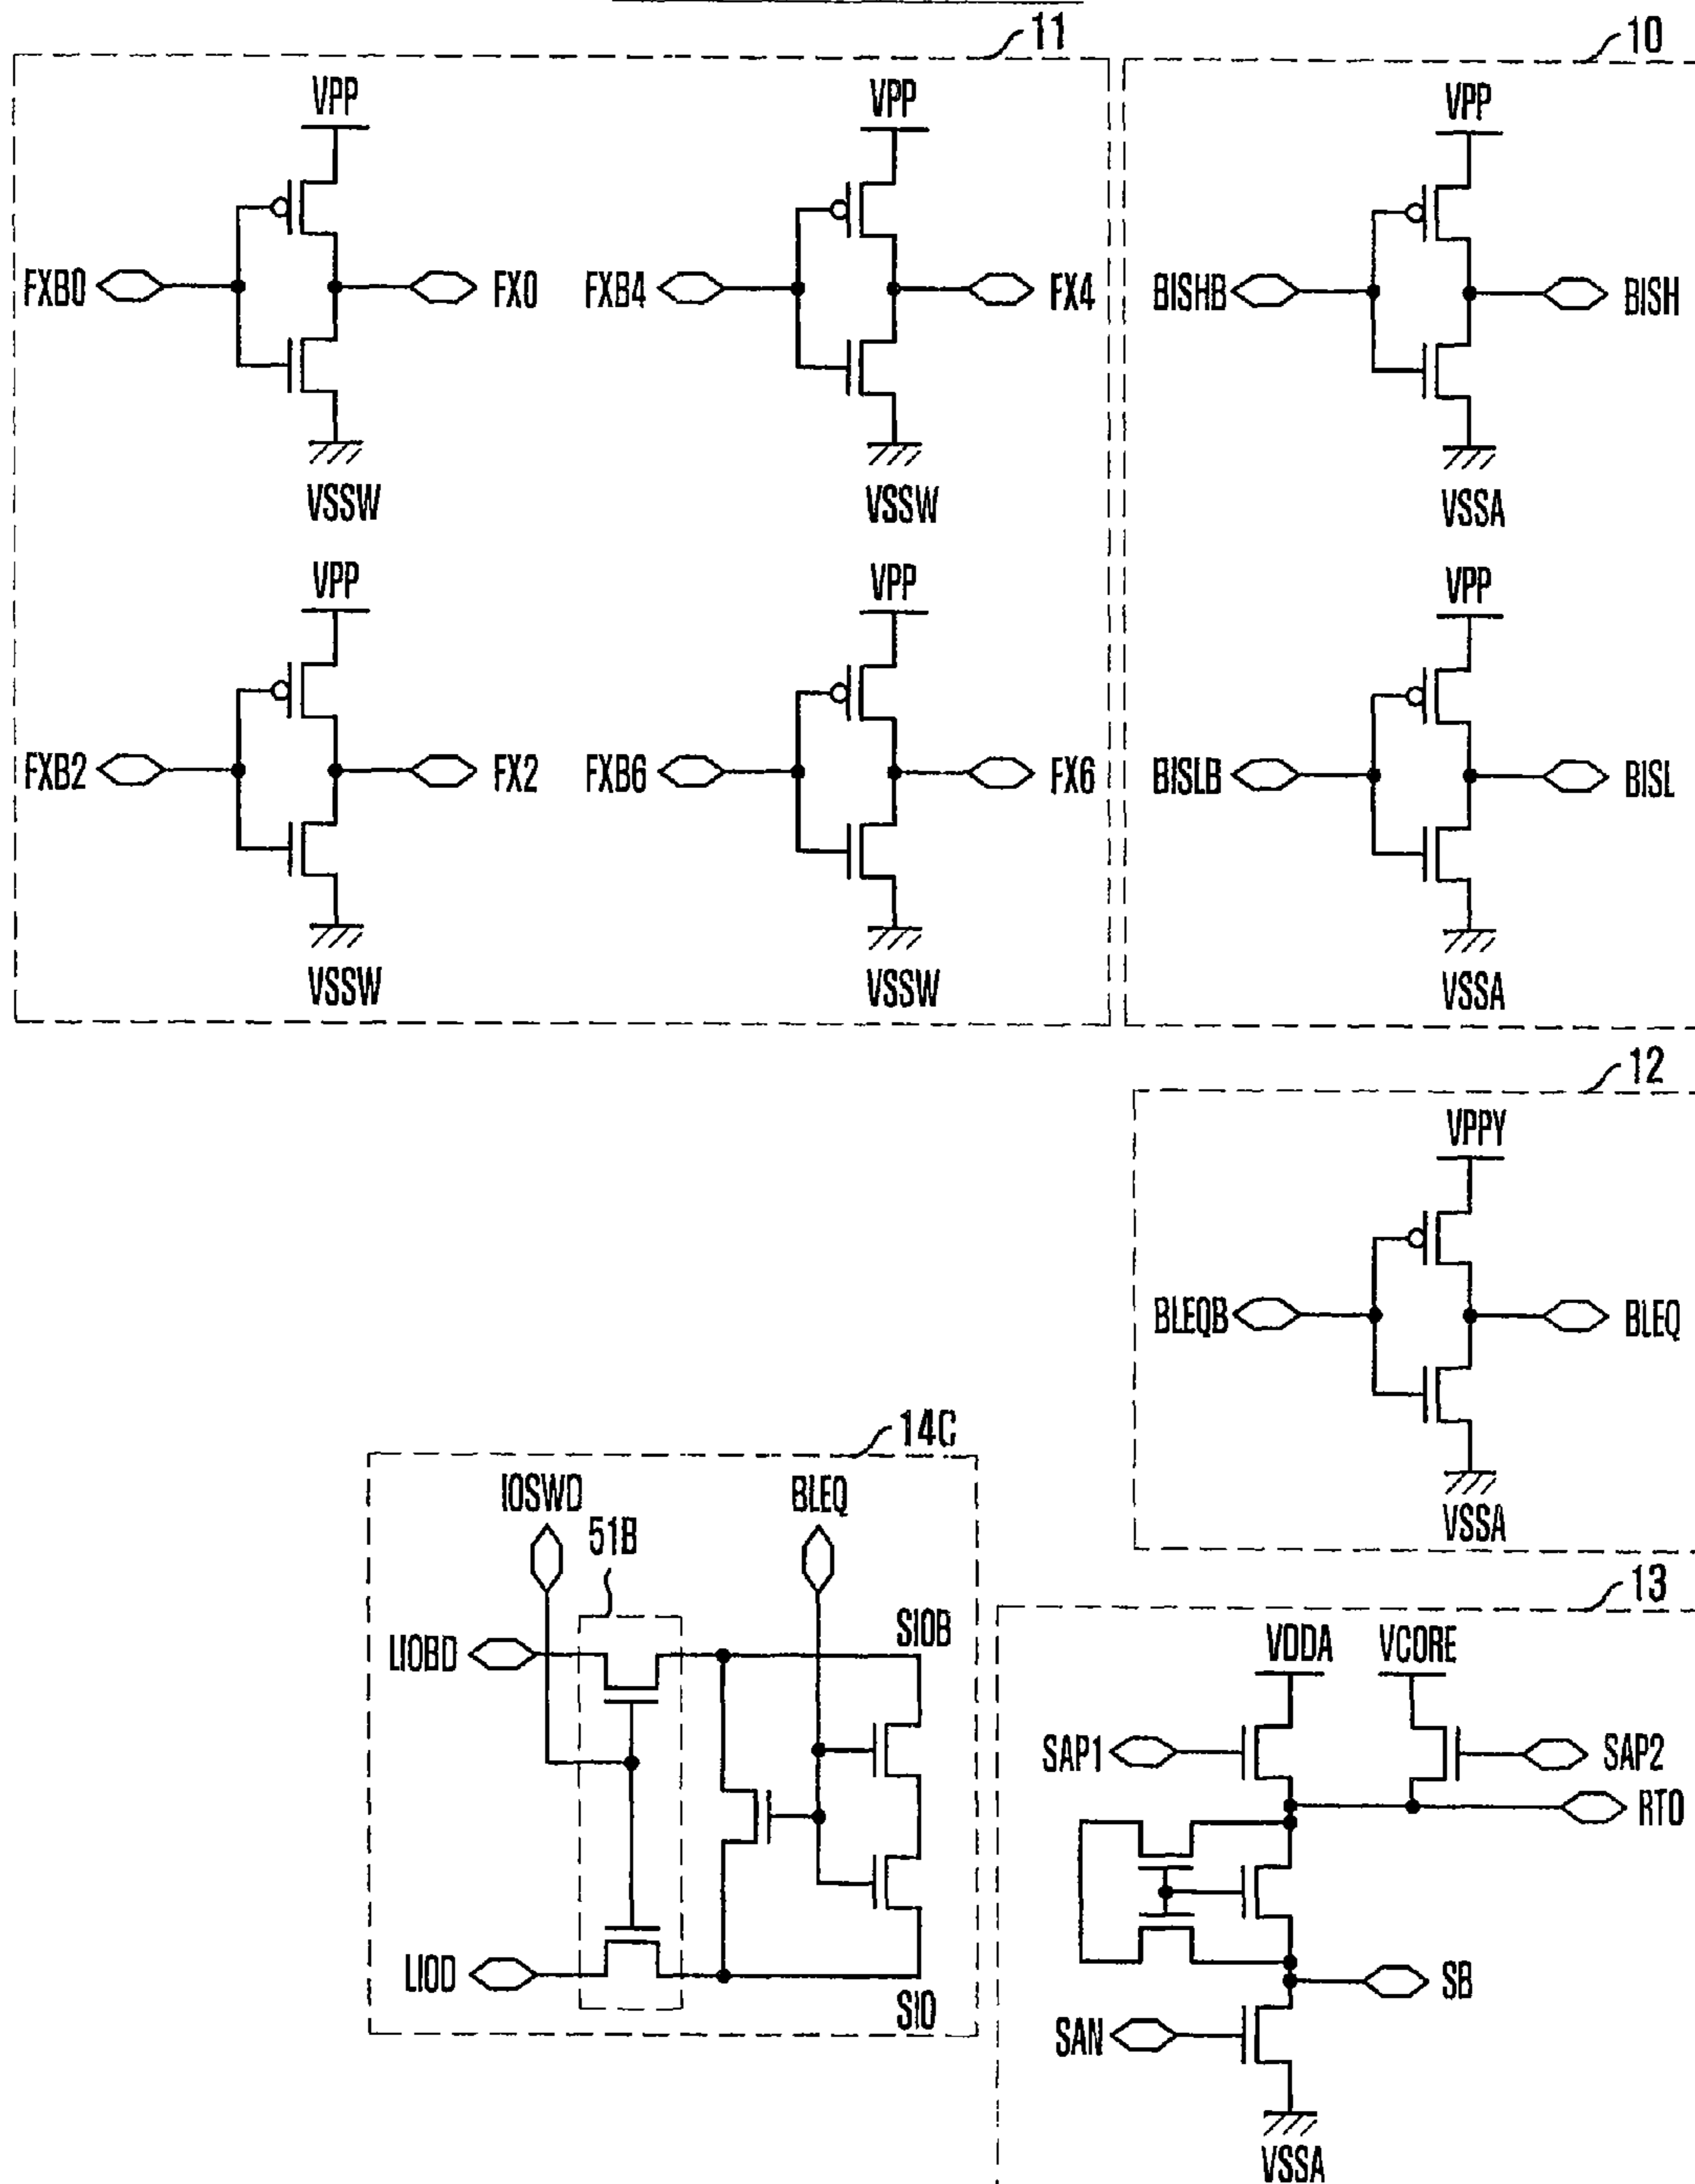 11
10
VPP
VPP
VPP
FXB0
FX0
FXB4
FX4
BISHB
BISH
VSSW
VSSW
VSSA
VPP
VPP
VPP
FXB2
FX2
FXB6
FX6
BISLB
BISL
VSSW
VSSW
VSSA
12
VPPY
BLEQB
BLEQ
VSSA
14C
IOSWD
BLEQ
51B
LIOBD
SIOB
LIOD
SIO
13
VDDA
VCORE
SAP1
SAP2
RTO
SB
SAN
VSSA